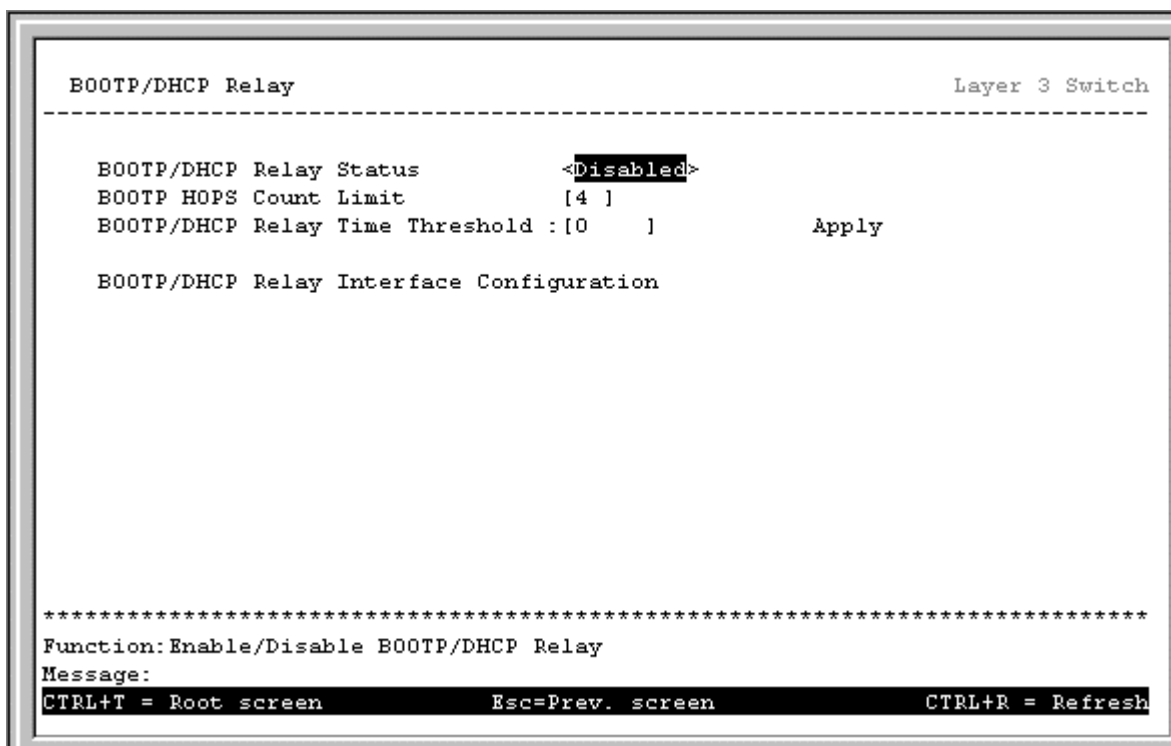 BOOTP/DHCP Relay Layer 3 Switch
--------------------------------------------------------------------------------
BOOTP/DHCP Relay Status <Disabled>
BOOTP HOPS Count Limit [4 ]
BOOTP/DHCP Relay Time Threshold :[0    ] Apply
BOOTP/DHCP Relay Interface Configuration
********************************************************************************
Function:Enable/Disable BOOTP/DHCP Relay
Message:
CTRL+T = Root screen Esc=Prev. screen CTRL+R = Refresh